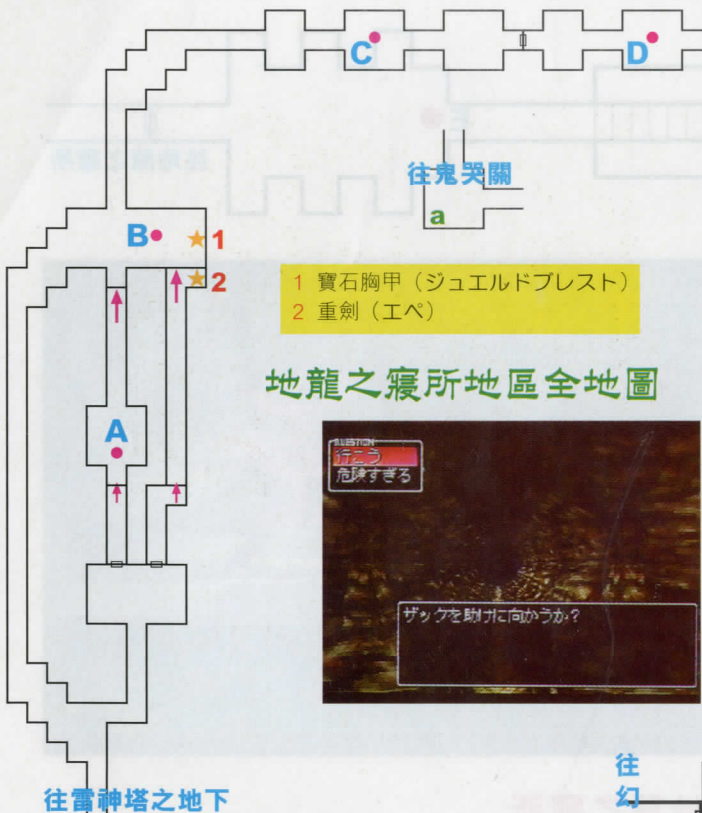 C
D
往鬼哭關
a
B
1
2
1 寶石胸甲（ジュエルドブレスト）
2 重劍（エペ）
地龍之寢所地區全地圖
A
QUESTION
行こう
危険すぎる
ザックを助けに向かうか？
往雷神塔之地下
往
幻